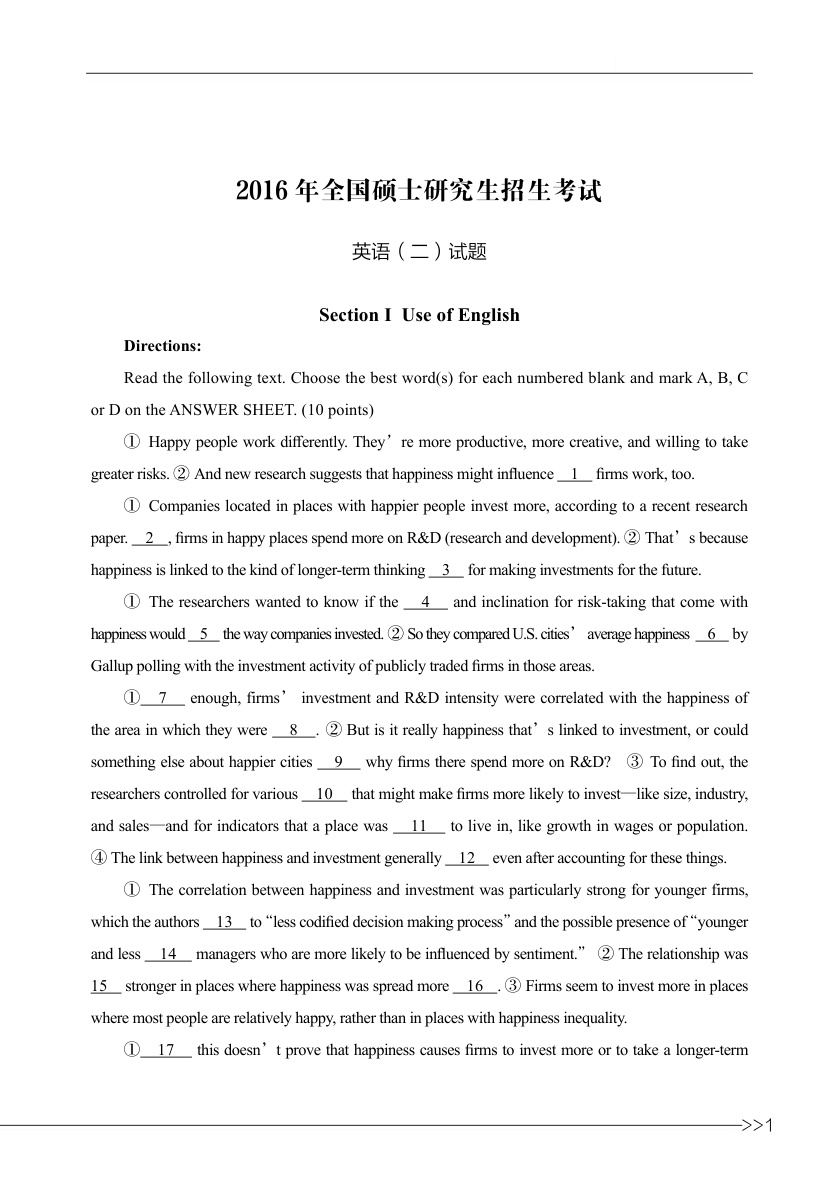 2016 年全国硕士研究生招生考试
英语（二）试题
Section I Use of English
Directions:
Read the following text. Choose the best word(s) for each numbered blank and mark A, B, C
or D on the ANSWER SHEET. (10 points)
① Happy people work differently. They’re more productive, more creative, and willing to take
greater risks. ② And new research suggests that happiness might influence __1__ firms work, too.
① Companies located in places with happier people invest more, according to a recent research
paper. __2__, firms in happy places spend more on R&D (research and development). ② That’s because
happiness is linked to the kind of longer-term thinking __3__ for making investments for the future.
① The researchers wanted to know if the __4__ and inclination for risk-taking that come with
happiness would __5__ the way companies invested. ② So they compared U.S. cities’ average happiness __6__ by
Gallup polling with the investment activity of publicly traded firms in those areas.
① __7__ enough, firms’ investment and R&D intensity were correlated with the happiness of
the area in which they were __8__. ② But is it really happiness that’s linked to investment, or could
something else about happier cities __9__ why firms there spend more on R&D? ③ To find out, the
researchers controlled for various __10__ that might make firms more likely to invest—like size, industry,
and sales—and for indicators that a place was __11__ to live in, like growth in wages or population.
④ The link between happiness and investment generally __12__ even after accounting for these things.
① The correlation between happiness and investment was particularly strong for younger firms,
which the authors __13__ to “less codified decision making process” and the possible presence of “younger
and less __14__ managers who are more likely to be influenced by sentiment.” ② The relationship was
__15__ stronger in places where happiness was spread more __16__. ③ Firms seem to invest more in places
where most people are relatively happy, rather than in places with happiness inequality.
① __17__ this doesn’t prove that happiness causes firms to invest more or to take a longer-term
>>1